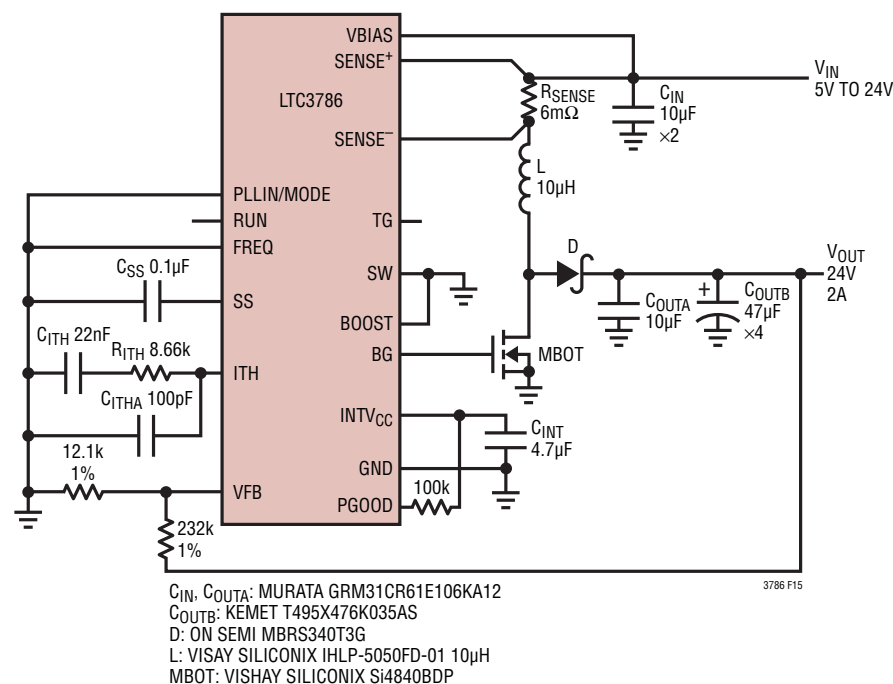 VBIAS
SENSE+
LTC3786
SENSE–
PLLIN/MODE
RUN
FREQ
SS
ITH
VFB
TG
SW
BOOST
BG
INTVCC
GND
PGOOD
VIN
5V TO 24V
RSENSE
6mΩ
CIN
10µF
×2
L
10µH
D
VOUT
24V
2A
COUTA
10µF
+
COUTB
47µF
×4
MBOT
CINT
4.7µF
100k
CSS 0.1µF
CITH 22nF
RITH 8.66k
CITHA 100pF
12.1k
1%
232k
1%
3786 F15
CIN, COUTA: MURATA GRM31CR61E106KA12
COUTB: KEMET T495X476K035AS
D: ON SEMI MBRS340T3G
L: VISAY SILICONIX IHLP-5050FD-01 10µH
MBOT: VISHAY SILICONIX Si4840BDP